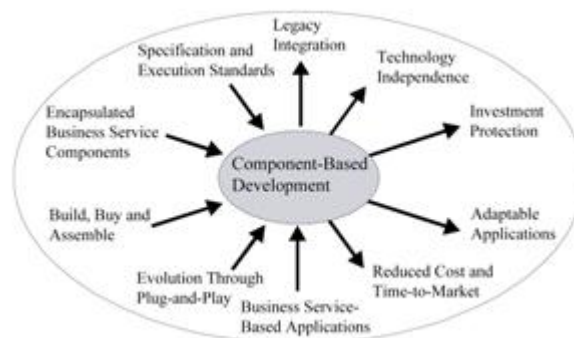 Legacy
Integration
Specification and
Execution Standards
Technology
Independence
Encapsulated
Business Service
Components
Investment
Protection
Component-Based
Development
Build, Buy and
Assemble
Adaptable
Applications
Evolution Through
Plug-and-Play
Reduced Cost and
Time-to-Market
Business Service-
Based Applications